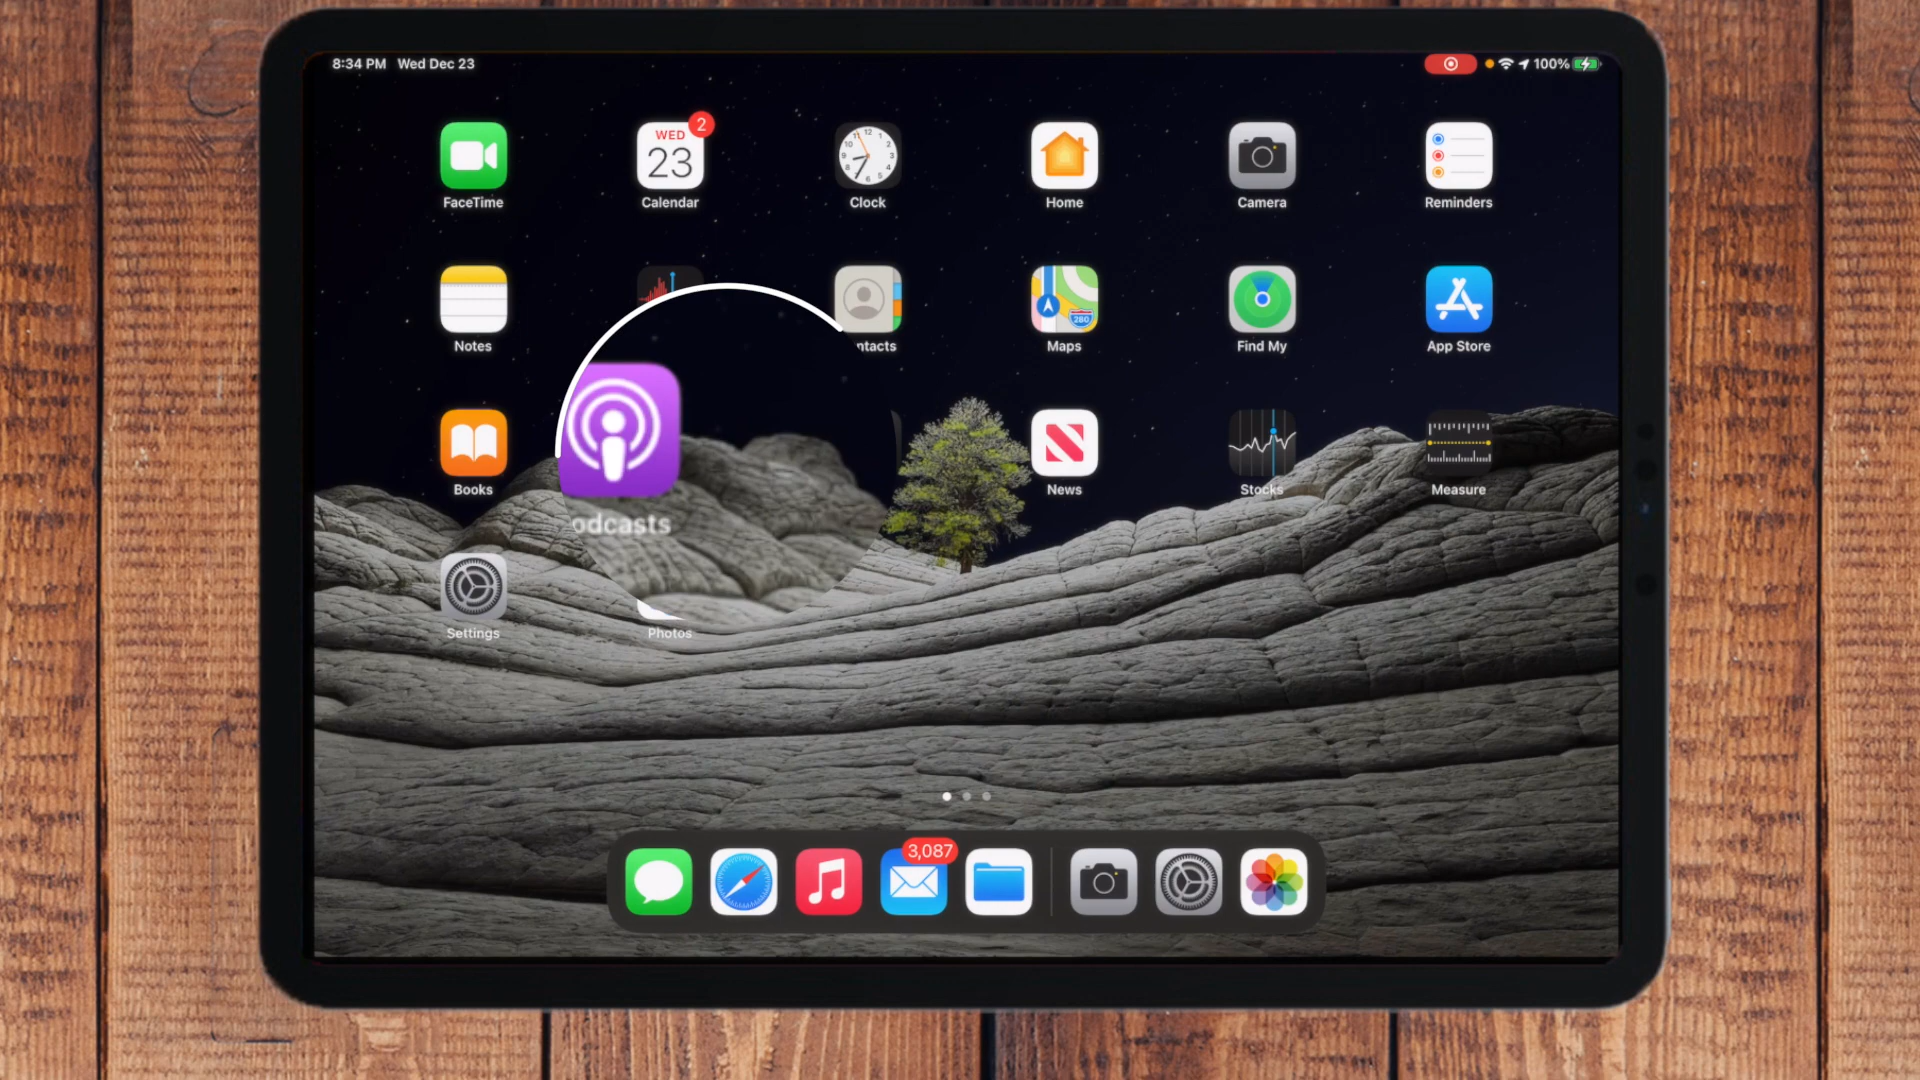 8:34 PM Wed Dec 23
100%
WED 2
23
FaceTime Calendar Clock Home Camera Reminders
280
Notes ntacts Maps Find My App Store
Books odcasts News Stocks Measure
Settings Photos
3,087